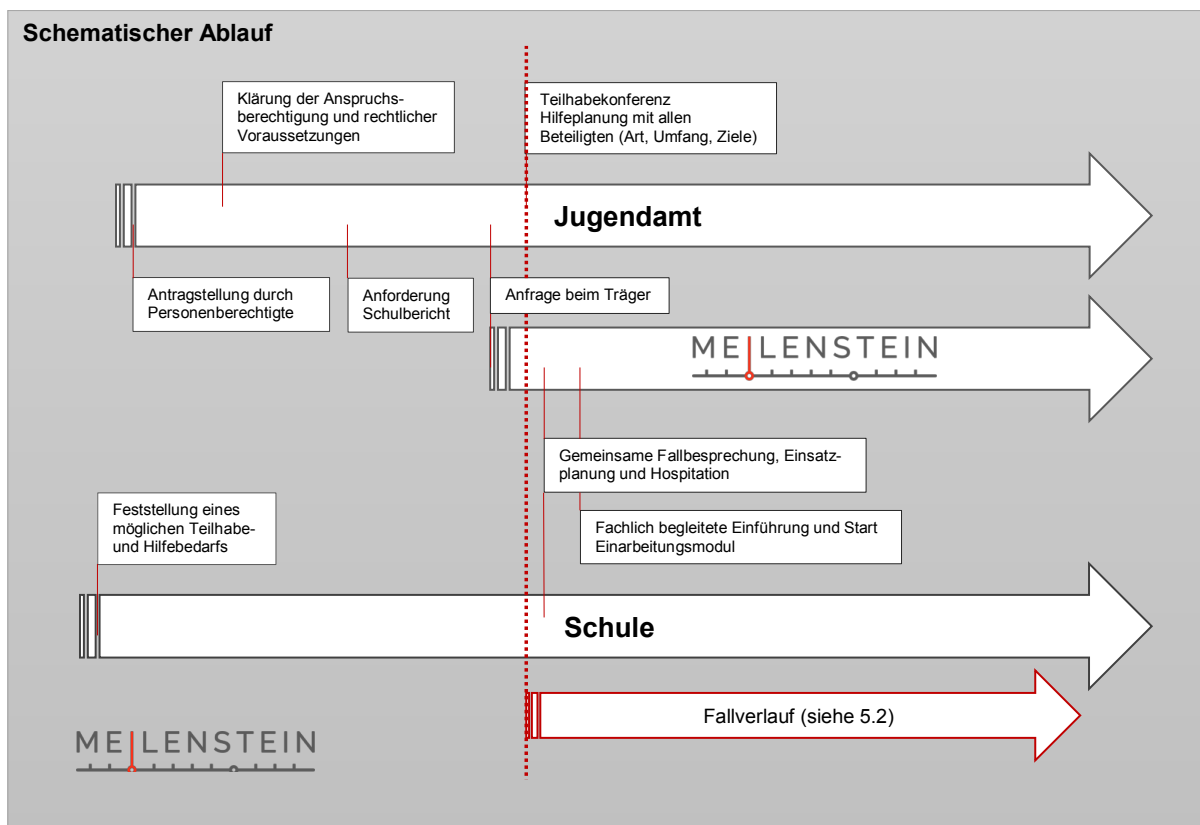 Schematischer Ablauf
Klärung der Anspruchs-
berechtigung und rechtlicher
Voraussetzungen
Teilhabekonferenz
Hilfeplanung mit allen
Beteiligten (Art, Umfang, Ziele)
Jugendamt
Antragstellung durch
Personenberechtigte
Anforderung
Schulbericht
Anfrage beim Träger
MEILENSTEIN
Gemeinsame Fallbesprechung, Einsatz-
planung und Hospitation
Feststellung eines
möglichen Teilhabe-
und Hilfebedarfs
Fachlich begleitete Einführung und Start
Einarbeitungsmodul
Schule
Fallverlauf (siehe 5.2)
MEILENSTEIN